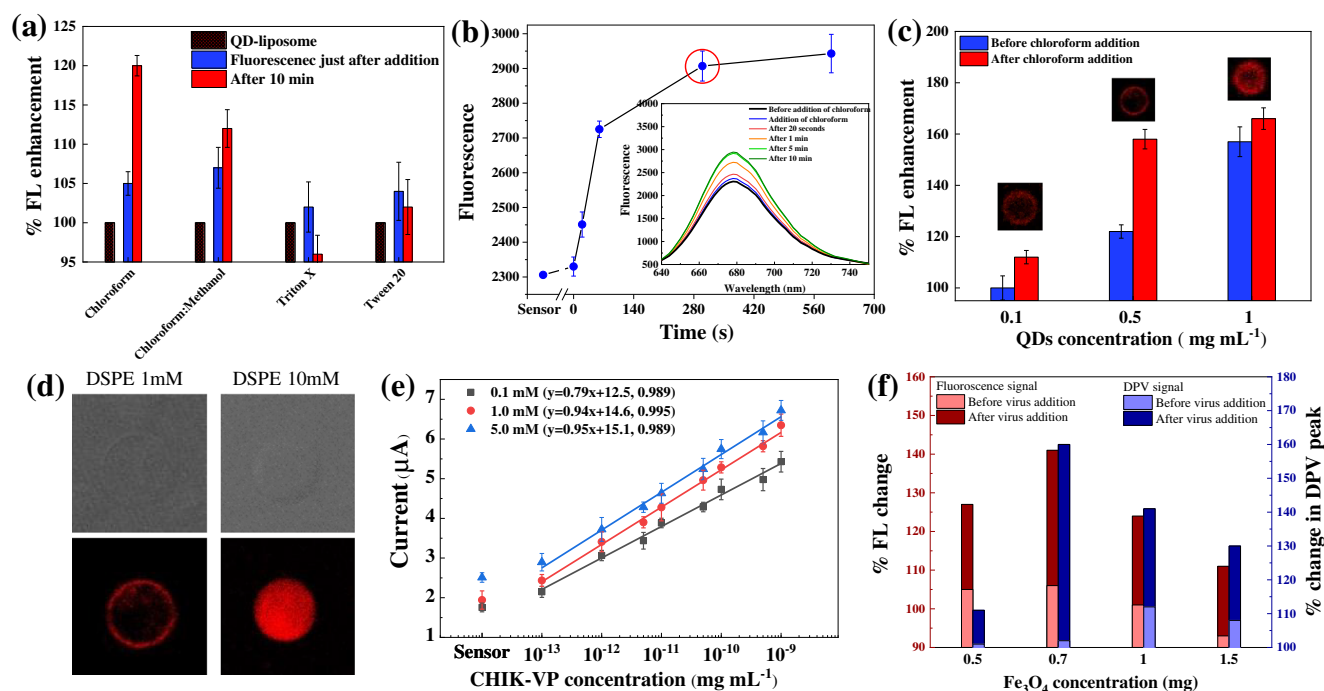 (a)
% FL enhancement
125
120
115
110
105
100
95
QD-liposome
Fluorescenec just after addition
After 10 min
Chloroform
Chloroform:Methanol
Triton X
Tween 20
(b)
Fluorescence
3000
2900
2800
2700
2600
2500
2400
2300
Sensor 0 140 280 420 560 700
Time (s)
Fluorescence
4000
3500
3000
2500
2000
1500
1000
500
Before addition of chloroform
Addition of chloroform
After 20 seconds
After 1 min
After 5 min
After 10 min
640 660 680 700 720 740
Wavelength (nm)
(c)
% FL enhancement
180
160
140
120
100
Before chloroform addition
After chloroform addition
0.1 0.5 1
QDs concentration ( mg mL-1)
(d)
DSPE 1mM DSPE 10mM
(e)
Current (μA)
7
6
5
4
3
2
1
0.1 mM (y=0.79x+12.5, 0.989)
1.0 mM (y=0.94x+14.6, 0.995)
5.0 mM (y=0.95x+15.1, 0.989)
Sensor 10-13 10-12 10-11 10-10 10-9
CHIK-VP concentration (mg mL-1)
(f)
% FL change
160
150
140
130
120
110
100
90
Fluoroscence signal
Before virus addition
After virus addition
DPV signal
Before virus addition
After virus addition
180
170
160
150
140
130
120
110
100
% change in DPV peak
0.5 0.7 1 1.5
Fe3O4 concentration (mg)